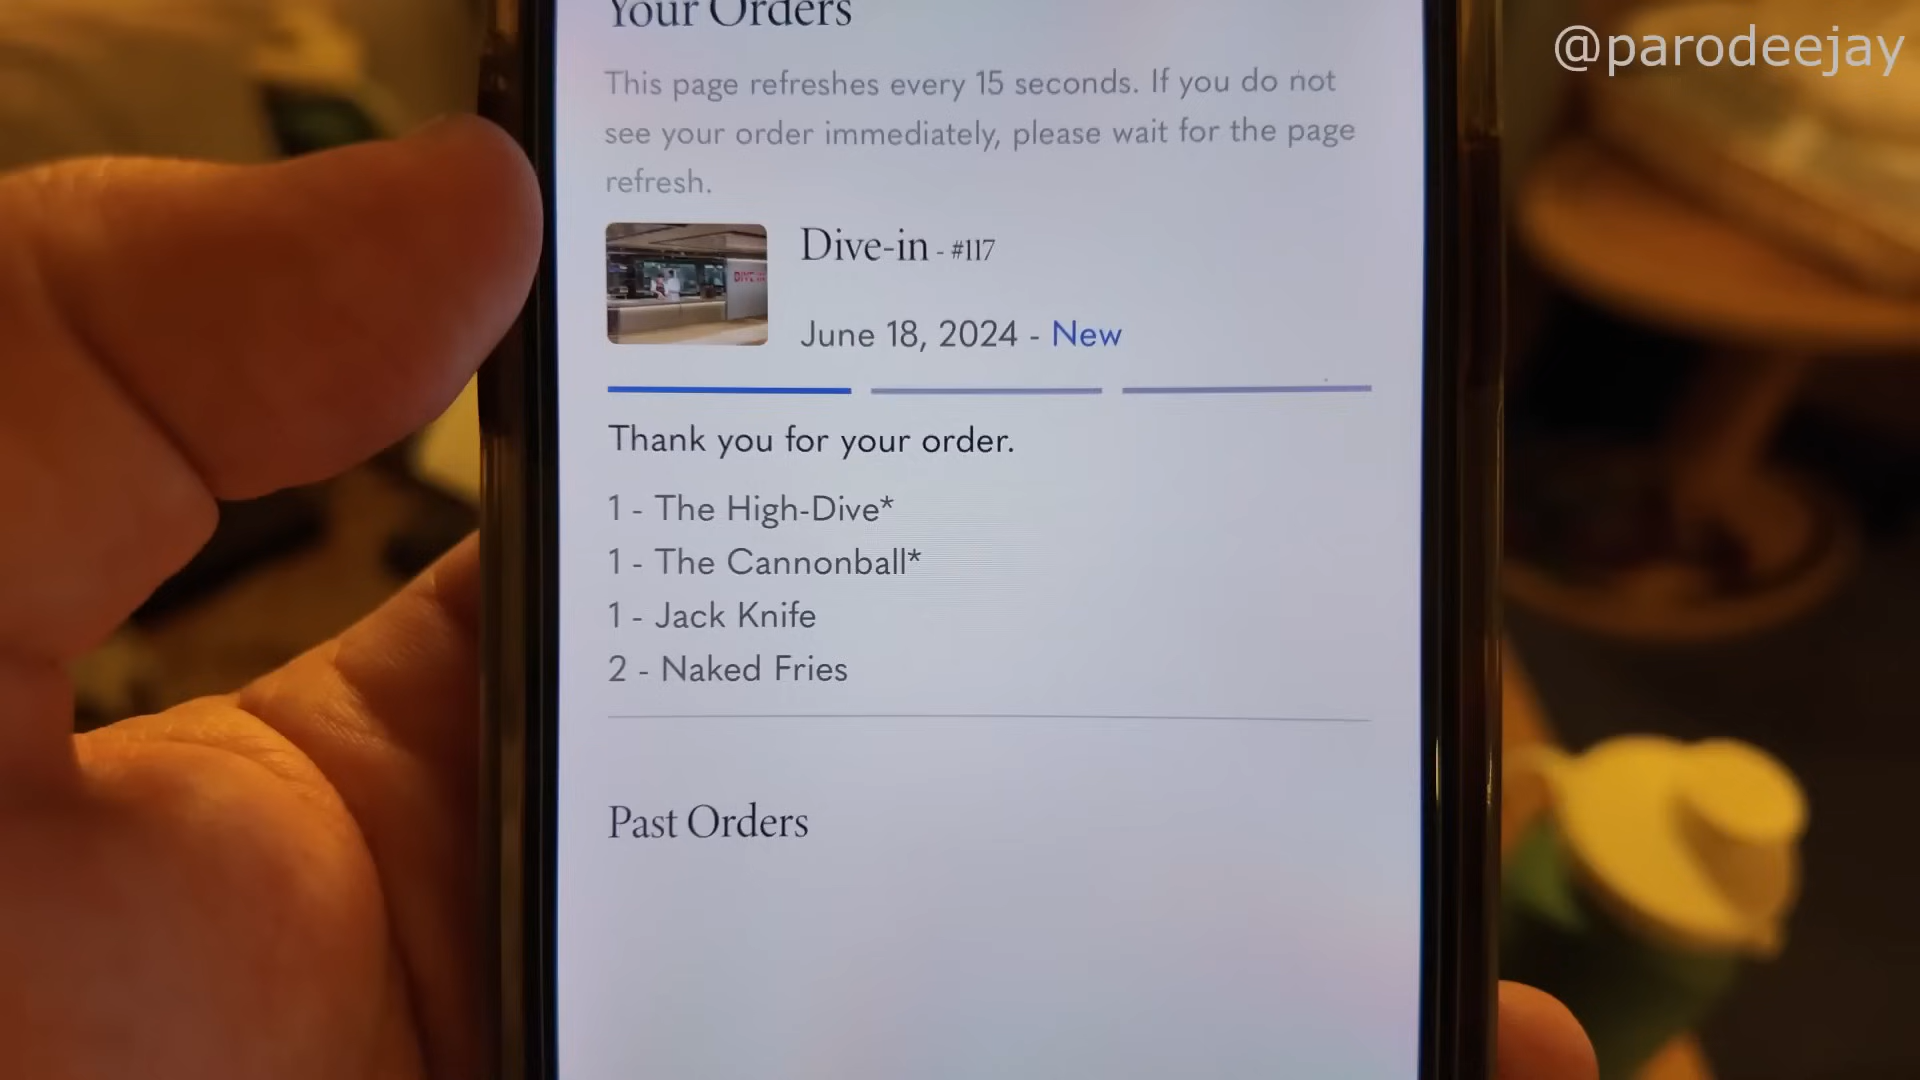 @parodeejay
Your Orders
This page refreshes every 15 seconds. If you do not
see your order immediately, please wait for the page
refresh.
Dive-in - #117
June 18, 2024 - New
Thank you for your order.
1 - The High-Dive*
1 - The Cannonball*
1 - Jack Knife
2 - Naked Fries
Past Orders